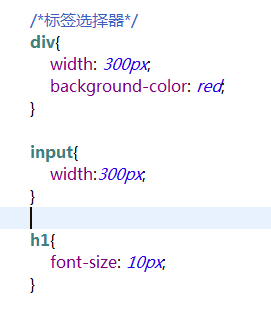 /*标签选择器*/
div{
width: 300px;
background-color: red;
}
input{
width:300px;
}
h1{
font-size: 10px;
}